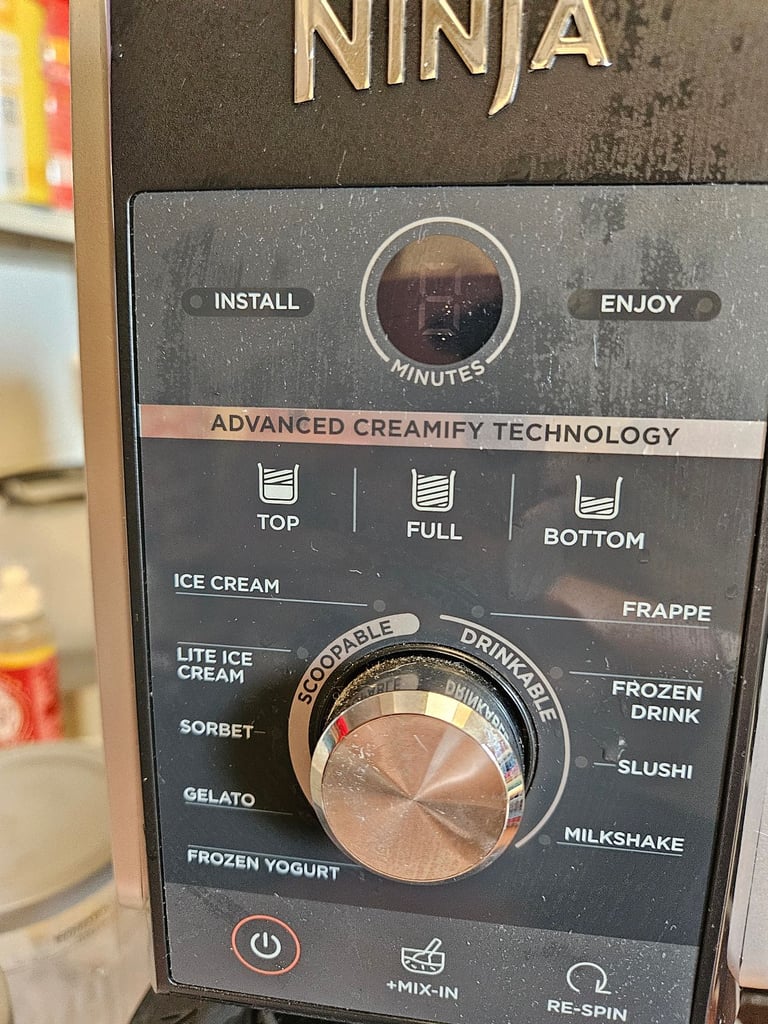 NINJA
INSTALL
ENJOY
MINUTES
ADVANCED CREAMIFY TECHNOLOGY
TOP
FULL
BOTTOM
ICE CREAM
LITE ICE
CREAM
SORBET
GELATO
FROZEN YOGURT
SCOOPABLE
DRINKABLE
FRAPPE
FROZEN
DRINK
SLUSHI
MILKSHAKE
+MIX-IN
RE-SPIN